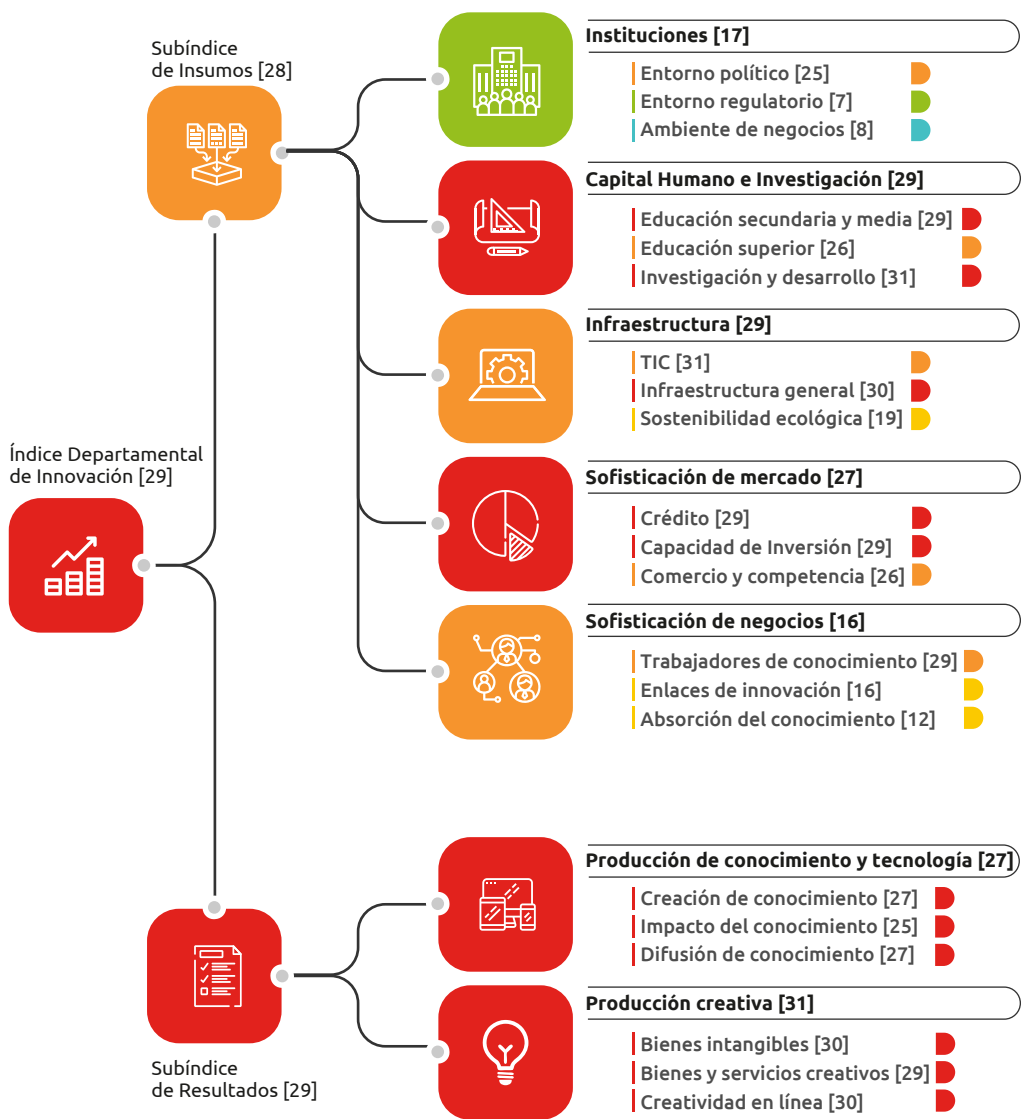 Índice Departamental
de Innovación [29]
Subíndice
de Insumos [28]
Instituciones [17]
Entorno político [25]
Entorno regulatorio [7]
Ambiente de negocios [8]
Capital Humano e Investigación [29]
Educación secundaria y media [29]
Educación superior [26]
Investigación y desarrollo [31]
Infraestructura [29]
TIC [31]
Infraestructura general [30]
Sostenibilidad ecológica [19]
Sofisticación de mercado [27]
Crédito [29]
Capacidad de Inversión [29]
Comercio y competencia [26]
Sofisticación de negocios [16]
Trabajadores de conocimiento [29]
Enlaces de innovación [16]
Absorción del conocimiento [12]
Subíndice
de Resultados [29]
Producción de conocimiento y tecnología [27]
Creación de conocimiento [27]
Impacto del conocimiento [25]
Difusión de conocimiento [27]
Producción creativa [31]
Bienes intangibles [30]
Bienes y servicios creativos [29]
Creatividad en línea [30]